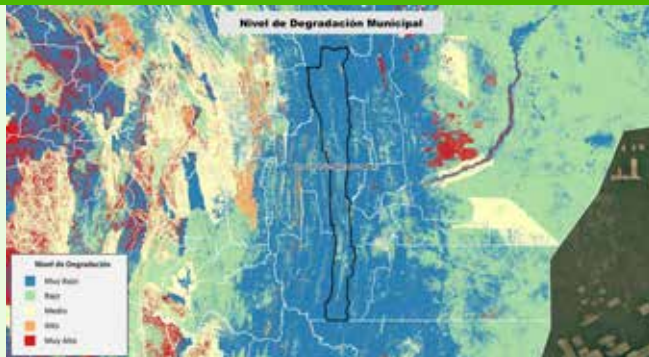 Nivel de Degradación Municipal
Nivel de Degradación
Muy Bajo
Bajo
Medio
Alto
Muy Alto